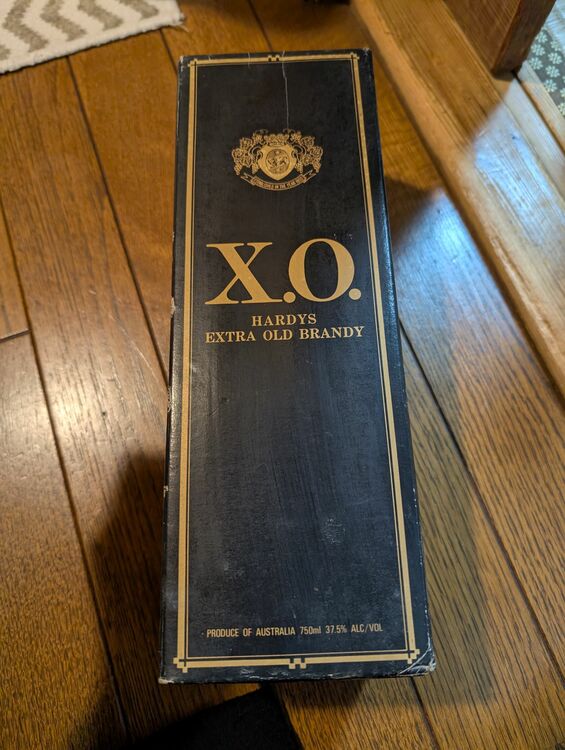 X.O.
HARDYS
EXTRA OLD BRANDY
PRODUCE OF AUSTRALIA 750ml 37.5% ALC/VOL